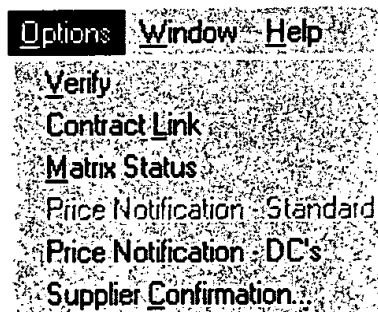 Options Window Help
Verify
Contract Link
Matrix Status
Price Notification - Standard
Price Notification - DC's
Supplier Confirmation...